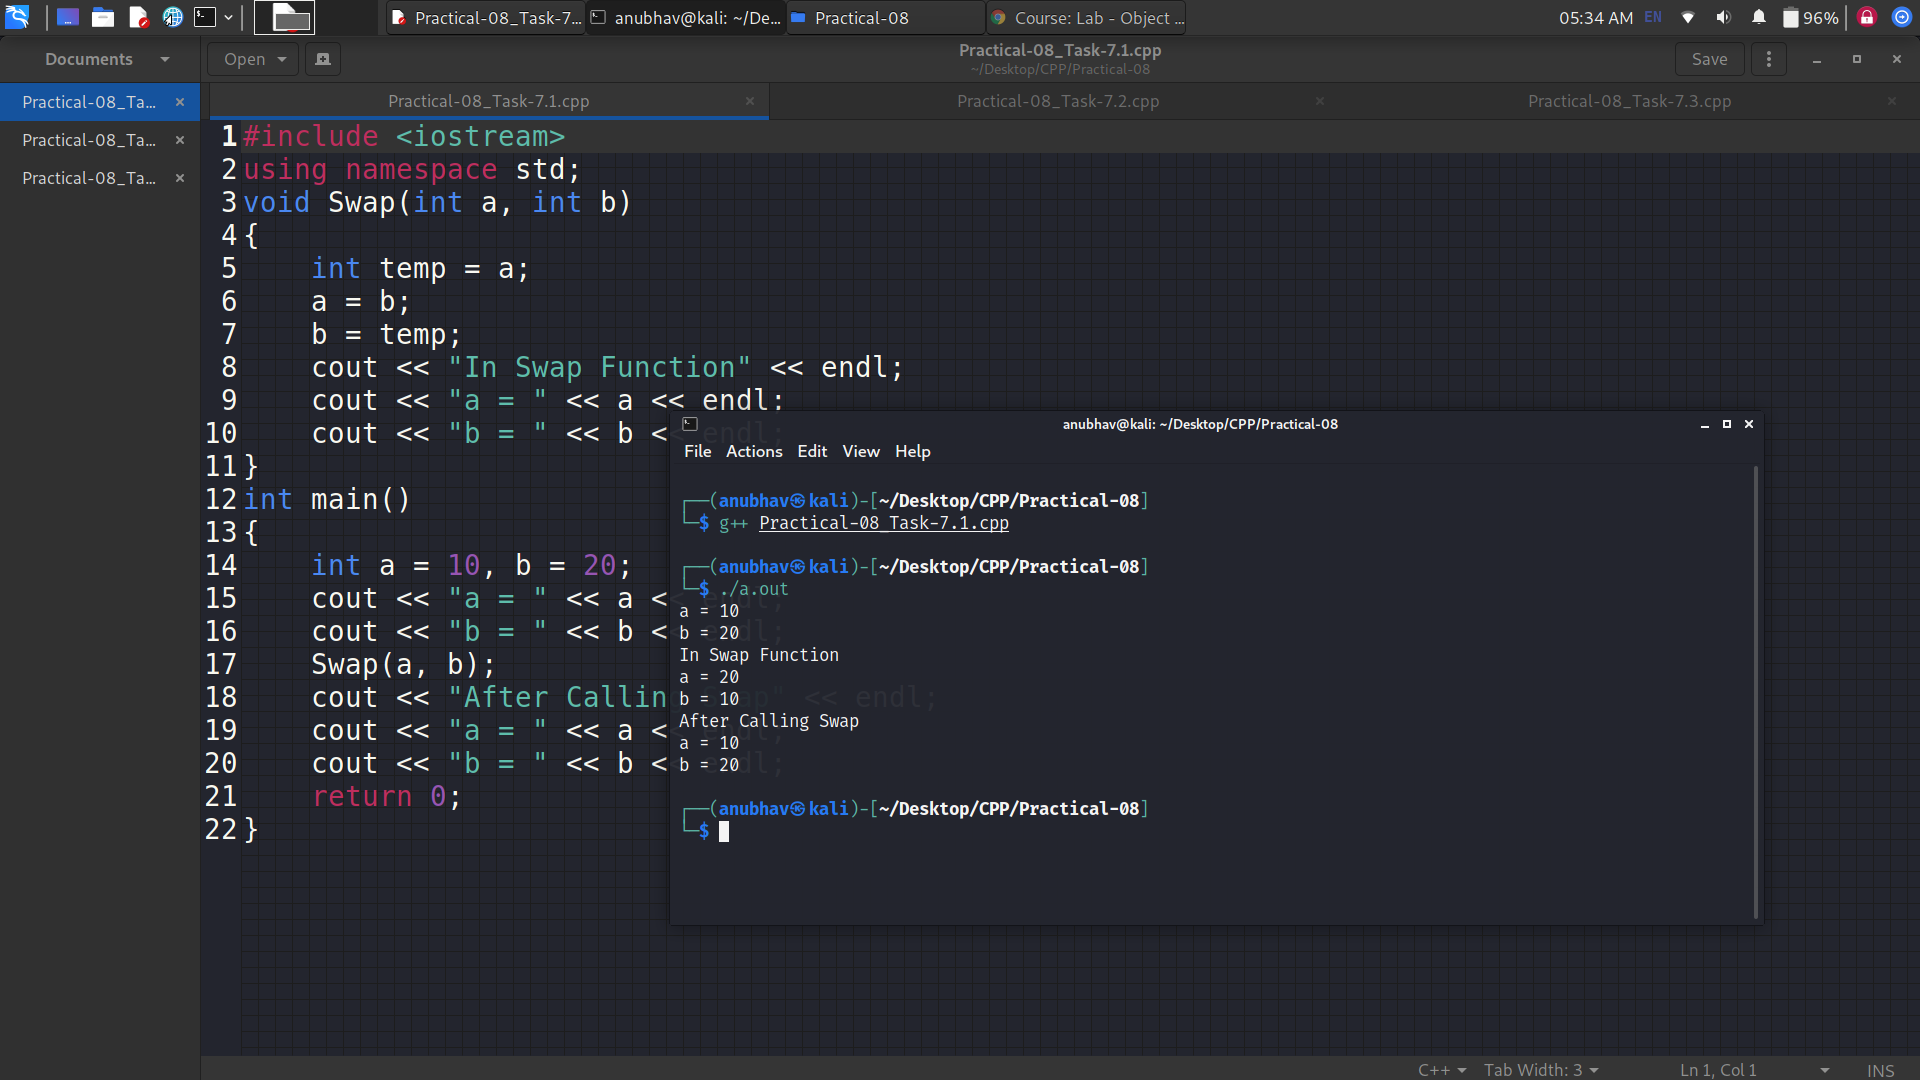 Practical-08_Task-7...
anubhav@kali: ~/De...
Practical-08
Course: Lab - Object ...
05:34 AM
EN
96%
Documents
Open
Practical-08_Task-7.1.cpp
~/Desktop/CPP/Practical-08
Save
Practical-08_Ta...
Practical-08_Ta...
Practical-08_Ta...
Practical-08_Task-7.1.cpp
Practical-08_Task-7.2.cpp
Practical-08_Task-7.3.cpp
1 #include <iostream>
2 using namespace std;
3 void Swap(int a, int b)
4 {
5     int temp = a;
6     a = b;
7     b = temp;
8     cout << "In Swap Function" << endl;
9     cout << "a = " << a << endl;
10     cout << "b = " << b << endl;
11 }
12 int main()
13 {
14     int a = 10, b = 20;
15     cout << "a = " << a << endl;
16     cout << "b = " << b << endl;
17     Swap(a, b);
18     cout << "After Calling Swap" << endl;
19     cout << "a = " << a << endl;
20     cout << "b = " << b << endl;
21     return 0;
22 }
anubhav@kali: ~/Desktop/CPP/Practical-08
File Actions Edit View Help
┌──(anubhav㉿kali)-[~/Desktop/CPP/Practical-08]
└─$ g++ Practical-08_Task-7.1.cpp
┌──(anubhav㉿kali)-[~/Desktop/CPP/Practical-08]
└─$ ./a.out
a = 10
b = 20
In Swap Function
a = 20
b = 10
After Calling Swap
a = 10
b = 20
┌──(anubhav㉿kali)-[~/Desktop/CPP/Practical-08]
└─$
C++
Tab Width: 3
Ln 1, Col 1
INS